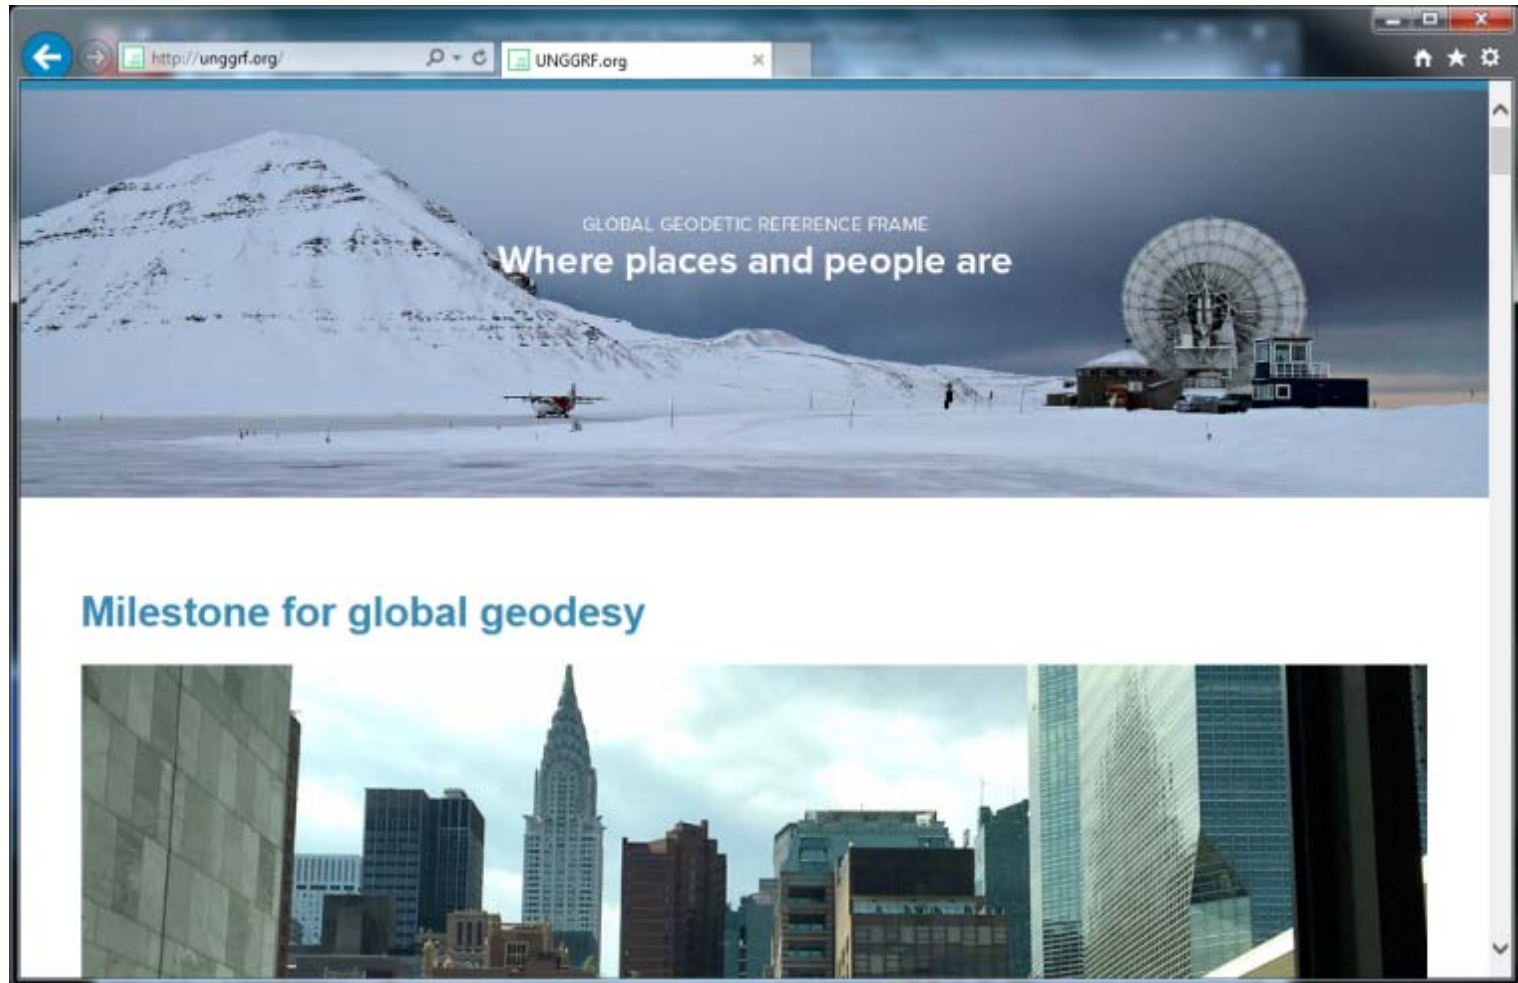 http://unggrf.org/
UNGGRF.org
GLOBAL GEODETIC REFERENCE FRAME
Where places and people are
Milestone for global geodesy